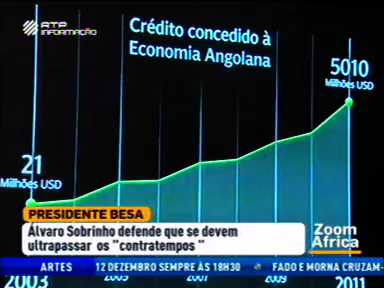 RTP
INFORMAÇÃO
Crédito concedido à
Economia Angolana
5010
Milhões USD
21
Milhões USD
PRESIDENTE BESA
Álvaro Sobrinho defende que se devem
ultrapassar os "contratempos "
Zoom
Africa
ARTES 12 DEZEMBRO SEMPRE ÀS 18H30 FADO E MORNA CRUZAM-
2003 2005 2007 2009 2011